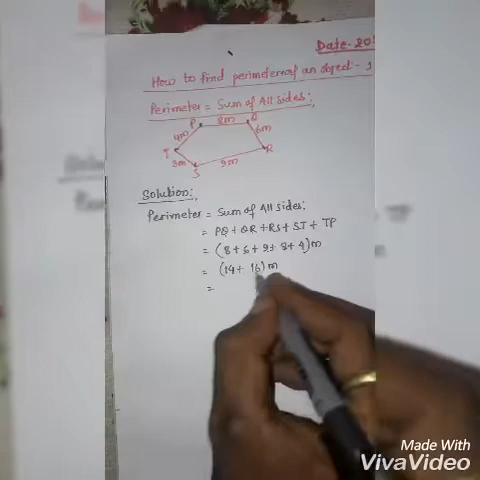 Date-20
How to find perimeter of an object:-1
Perimeter = Sum of All sides;
P 8m Q
4m 6m
T R
3m 9m
S
Solution:
Perimeter = Sum of All sides;
= PQ + QR + RS + ST + TP
= (8+6+9+3+4)m
= (14+ 16)m
=
Made With
VivaVideo